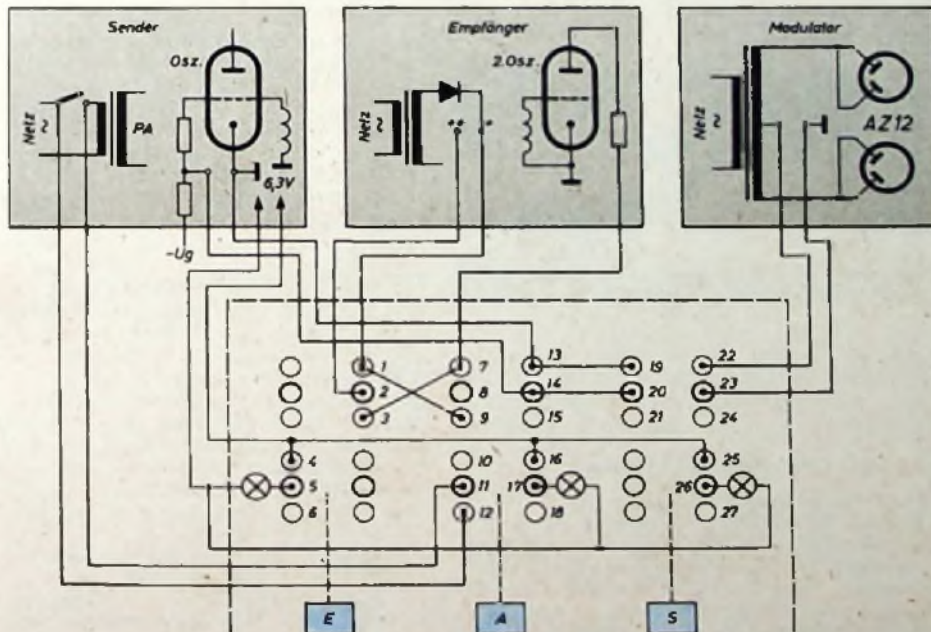 Sender
Empfänger
Modulator
Osz.
2.Osz.
Netz
~
PA
6,3V
-Ug
Netz
~
++
+
Netz
~
AZ12
1
7
13
19
22
2
8
14
20
23
3
9
15
21
24
4
10
16
25
5
11
17
26
6
12
18
27
E
A
S